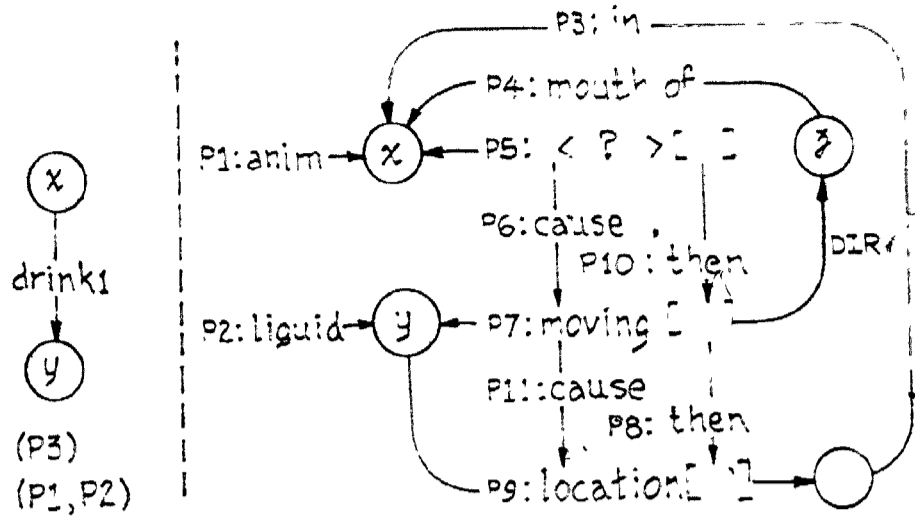 P3: in
P4: mouth of
P1: anim
x
P5: < ? >[ ]
z
x
P6: cause
P10: then
DIR
drink1
P2: liquid
y
P7: moving [ ]
y
P11: cause
P8: then
(P3)
(P1, P2)
P9: location[ ]